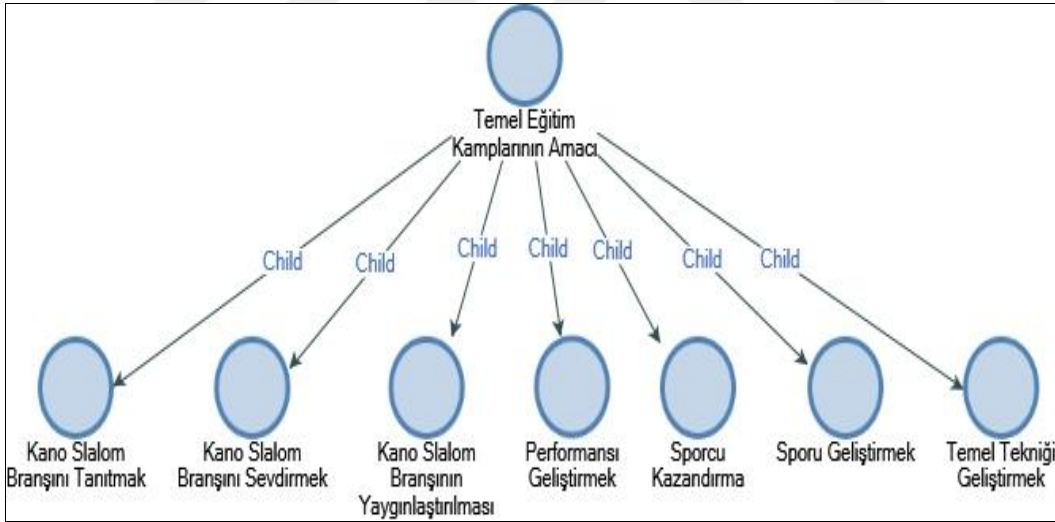 Temel Eğitim
Kamplarının Amacı
Child
Child
Child
Child
Child
Child
Child
Kano Slalom
Branşını Tanıtmak
Kano Slalom
Branşını Sevdirmek
Kano Slalom
Branşının
Yaygınlaştırılması
Performansı
Geliştirmek
Sporcu
Kazandırma
Sporu Geliştirmek
Temel Tekniği
Geliştirmek